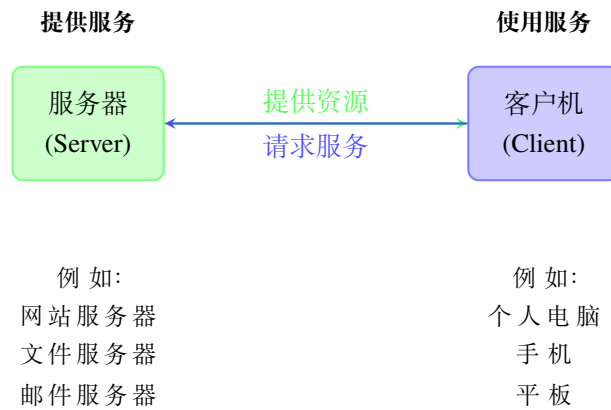 提供服务
使用服务
服务器
(Server)
提供资源
请求服务
客户机
(Client)
例如:
网站服务器
文件服务器
邮件服务器
例如:
个人电脑
手机
平板